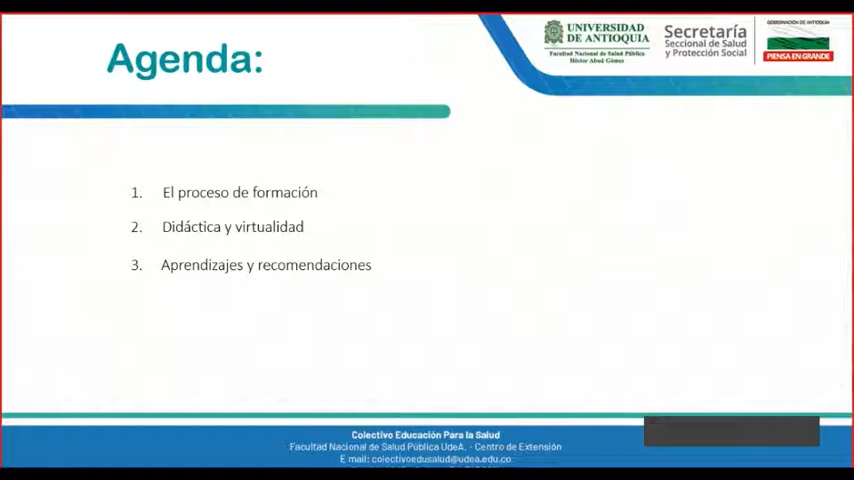 Agenda:
UNIVERSIDAD
DE ANTIOQUIA
Facultad Nacional de Salud Pública
Héctor Abad Gómez
Secretaría
Seccional de Salud
y Protección Social
GOBERNACIÓN DE ANTIOQUIA
PIENSA EN GRANDE
1. El proceso de formación
2. Didáctica y virtualidad
3. Aprendizajes y recomendaciones
Colectivo Educación Para la Salud
Facultad Nacional de Salud Pública UdeA. - Centro de Extensión
E mail: colectivoedusalud@udea.edu.co